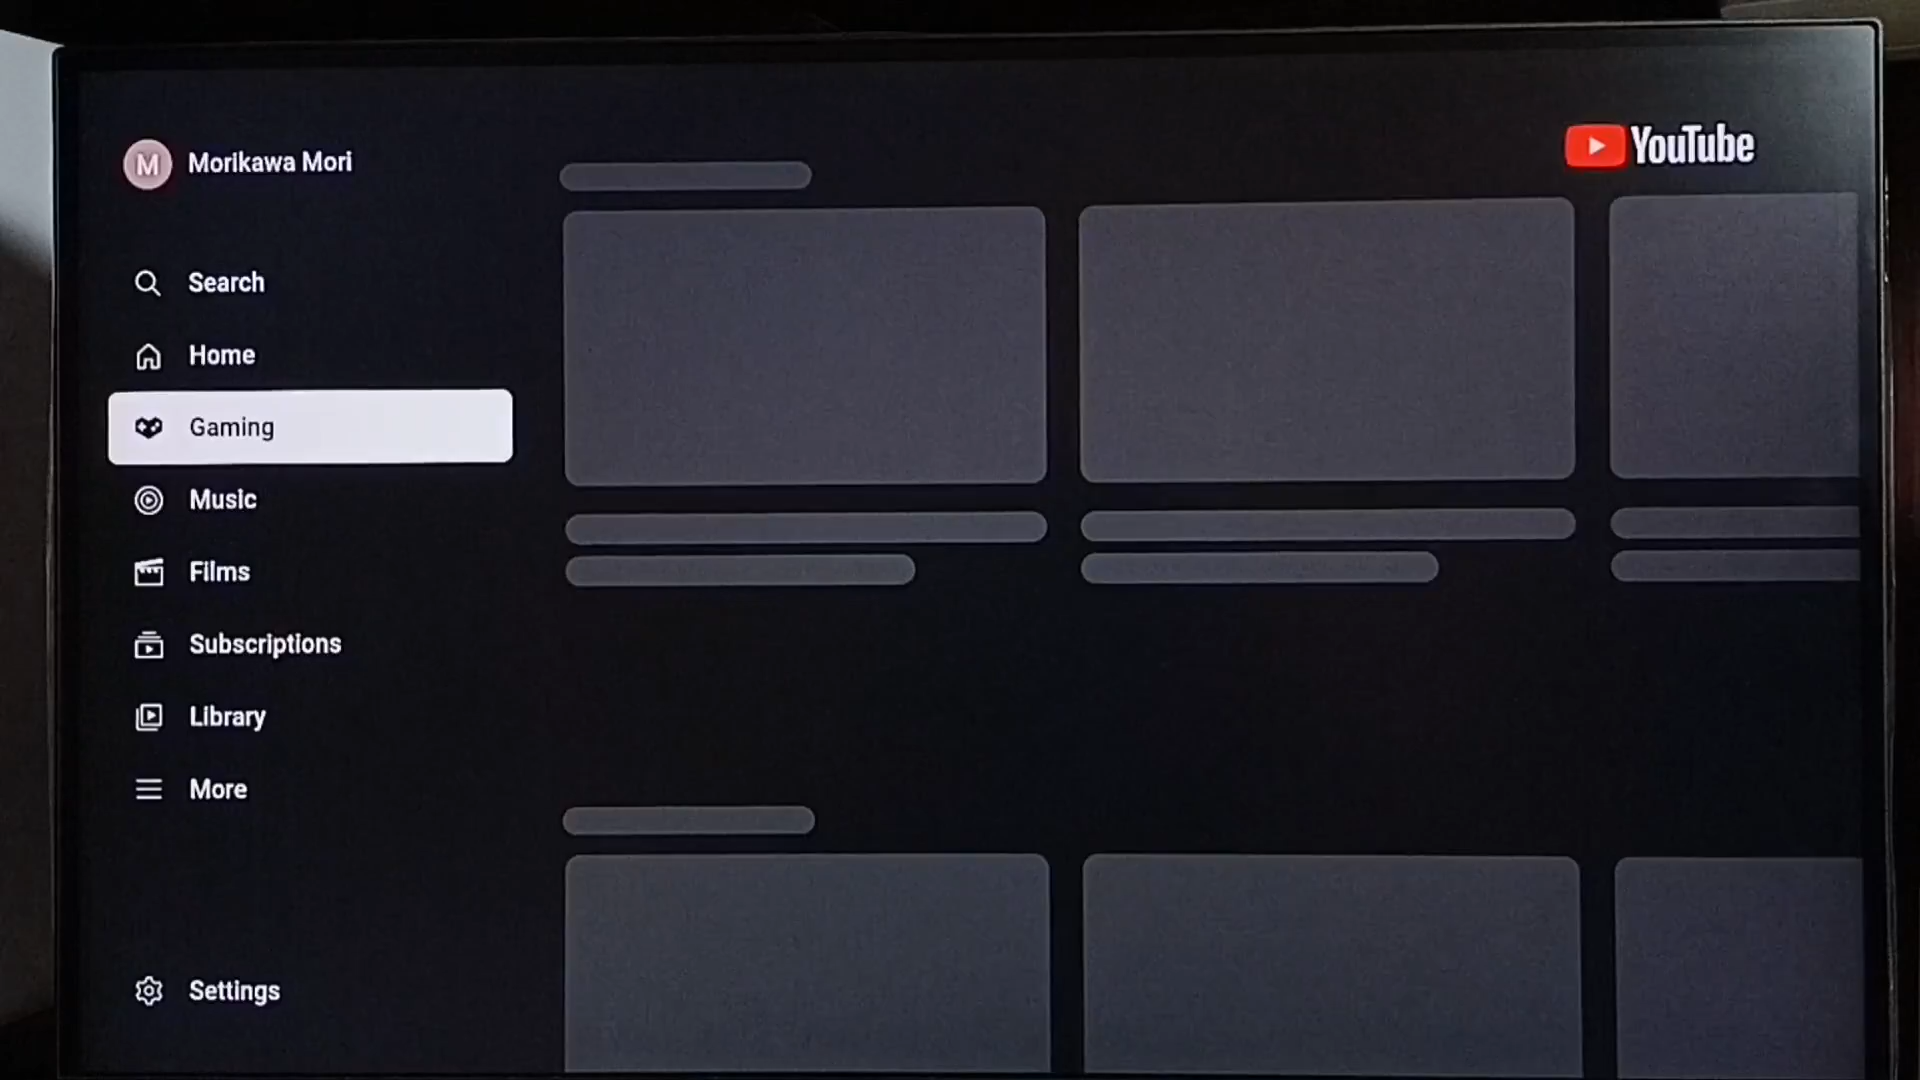 M Morikawa Mori
YouTube
Search
Home
Gaming
Music
Films
Subscriptions
Library
More
Settings